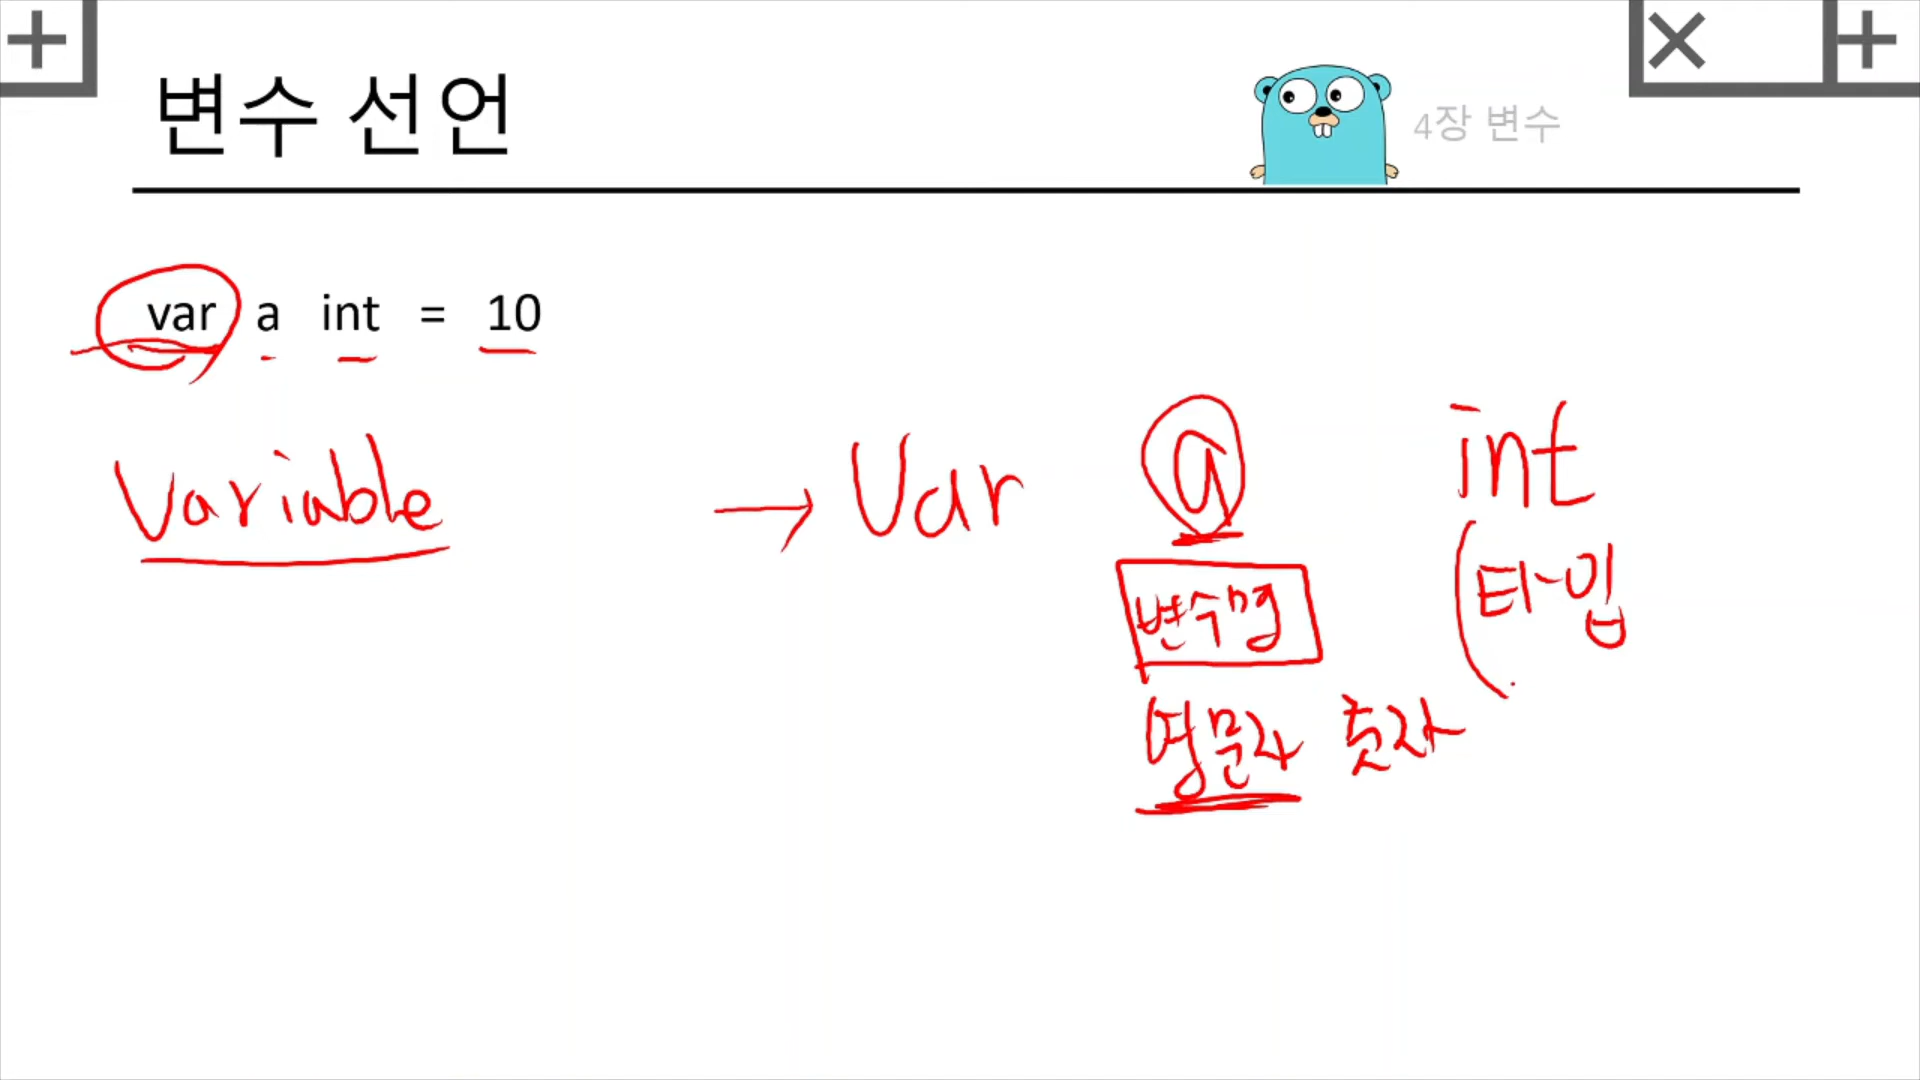 변수 선언
4장 변수
var a int = 10
Variable → Var a int
변수명 (타입
영문자 숫자